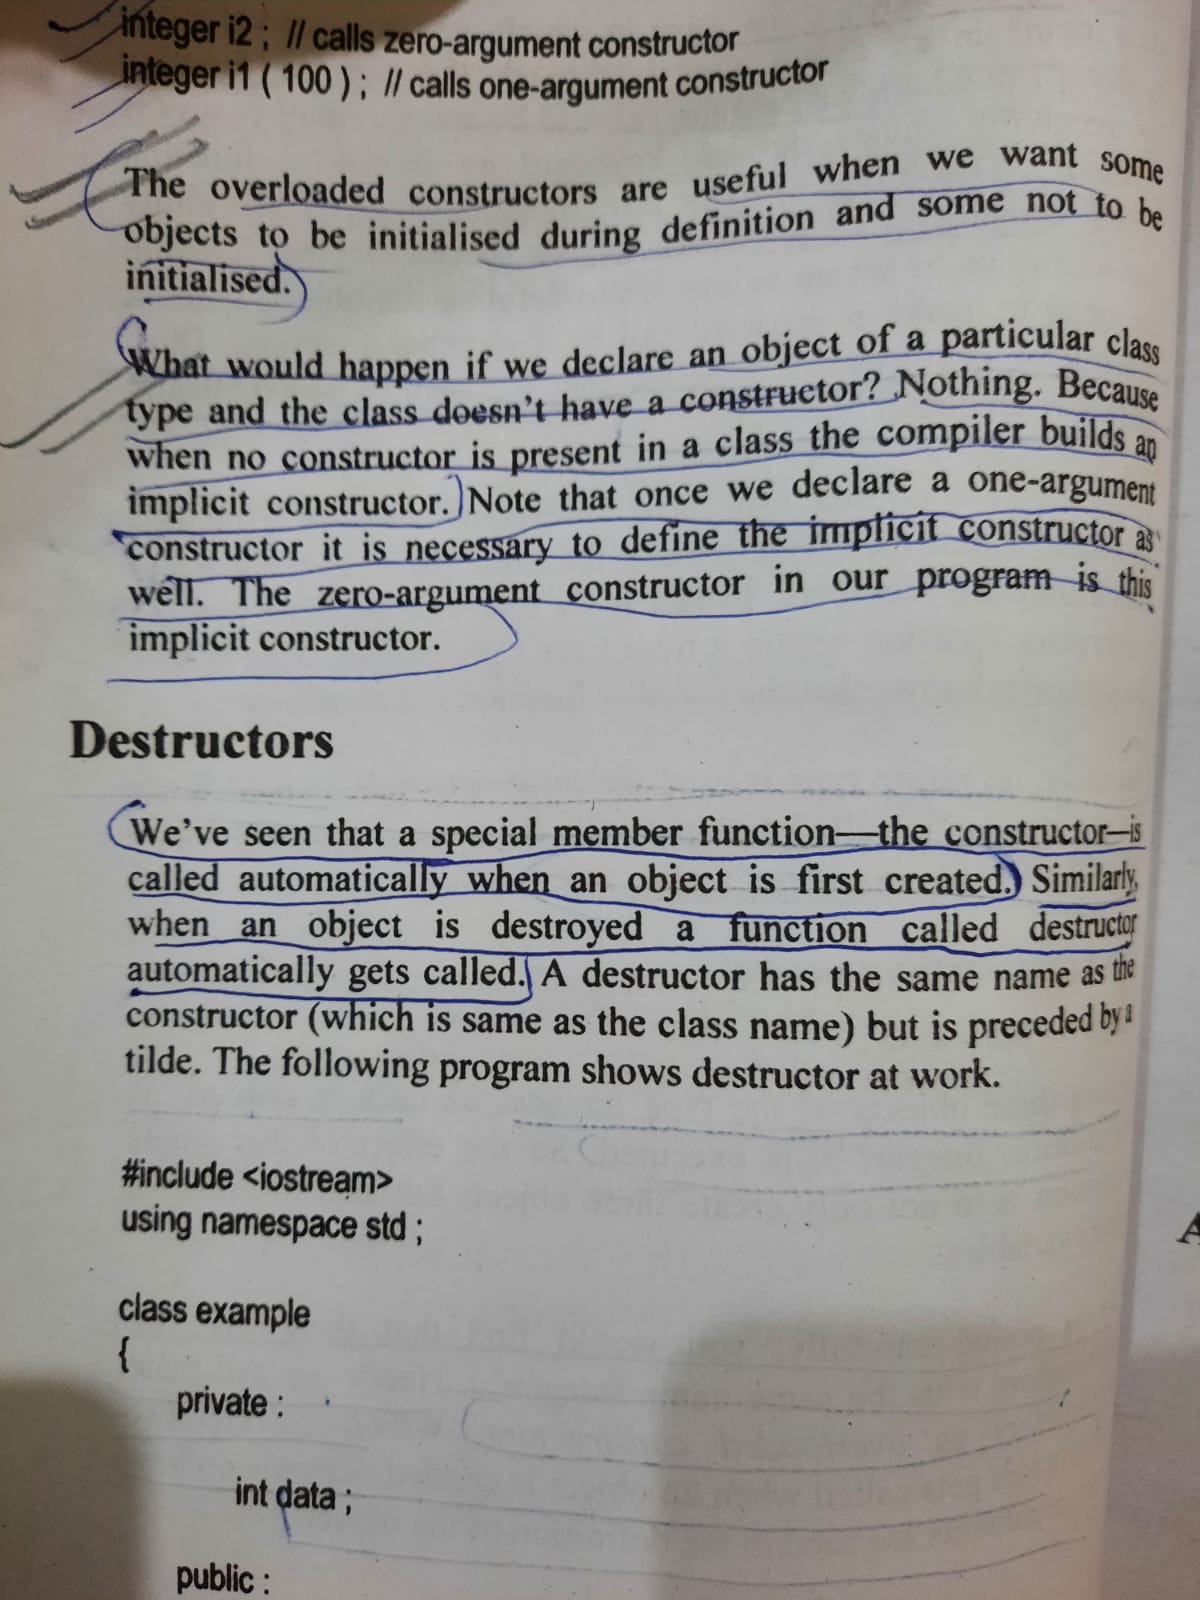 integer i2 ; // calls zero-argument constructor
integer i1 ( 100 ) ; // calls one-argument constructor
The overloaded constructors are useful when we want some
objects to be initialised during definition and some not to be
initialised.
What would happen if we declare an object of a particular class
type and the class doesn't have a constructor? Nothing. Because
when no constructor is present in a class the compiler builds an
implicit constructor. Note that once we declare a one-argument
constructor it is necessary to define the implicit constructor as
well. The zero-argument constructor in our program is this
implicit constructor.
Destructors
We've seen that a special member function—the constructor—is
called automatically when an object is first created. Similarly,
when an object is destroyed a function called destructor
automatically gets called. A destructor has the same name as the
constructor (which is same as the class name) but is preceded by a
tilde. The following program shows destructor at work.
#include <iostream>
using namespace std ;
class example
{
private :
int data ;
public :
A